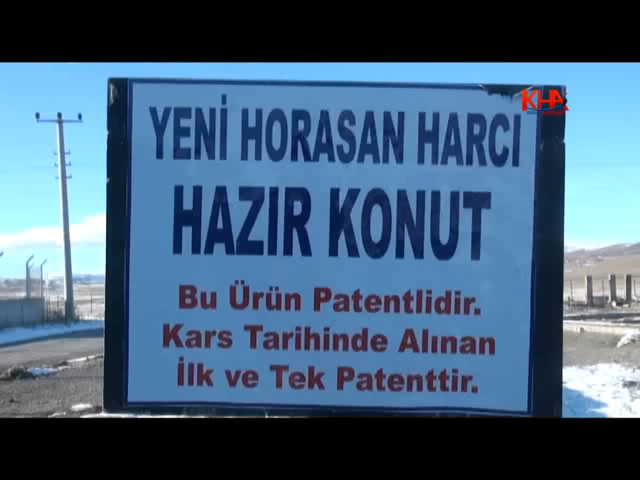 KHA
YENİ HORASAN HARCI
HAZIR KONUT
Bu Ürün Patentlidir.
Kars Tarihinde Alınan
İlk ve Tek Patenttir.